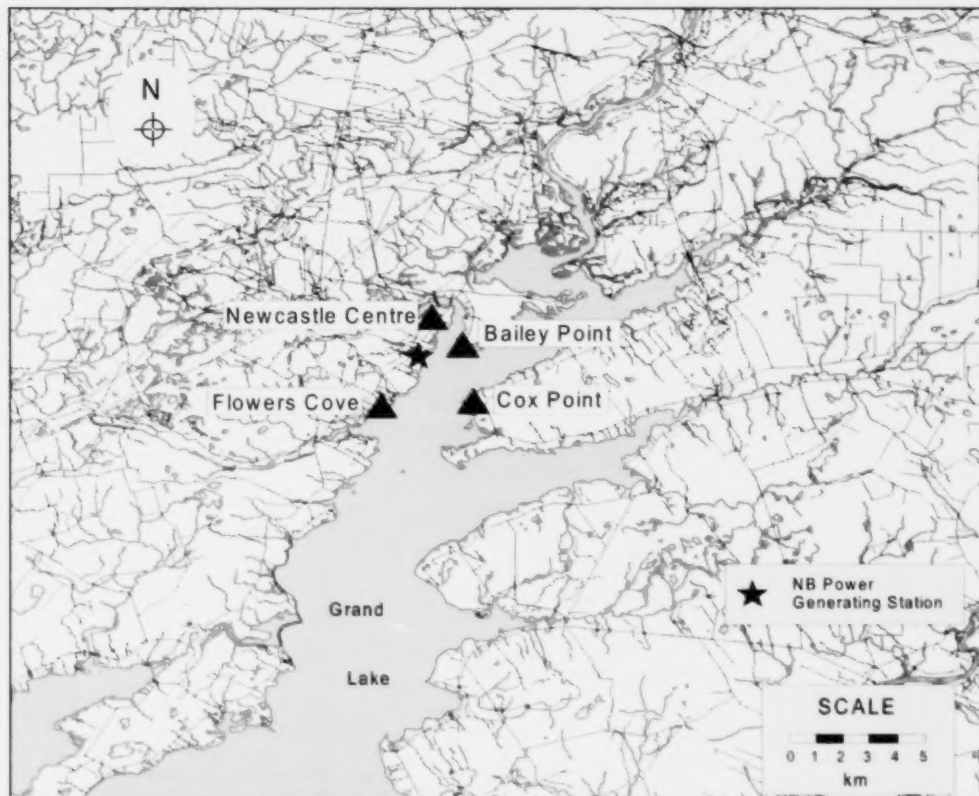 N
Newcastle Centre
Bailey Point
Flowers Cove
Cox Point
NB Power
Generating Station
Grand
Lake
SCALE
0 1 2 3 4 5
km